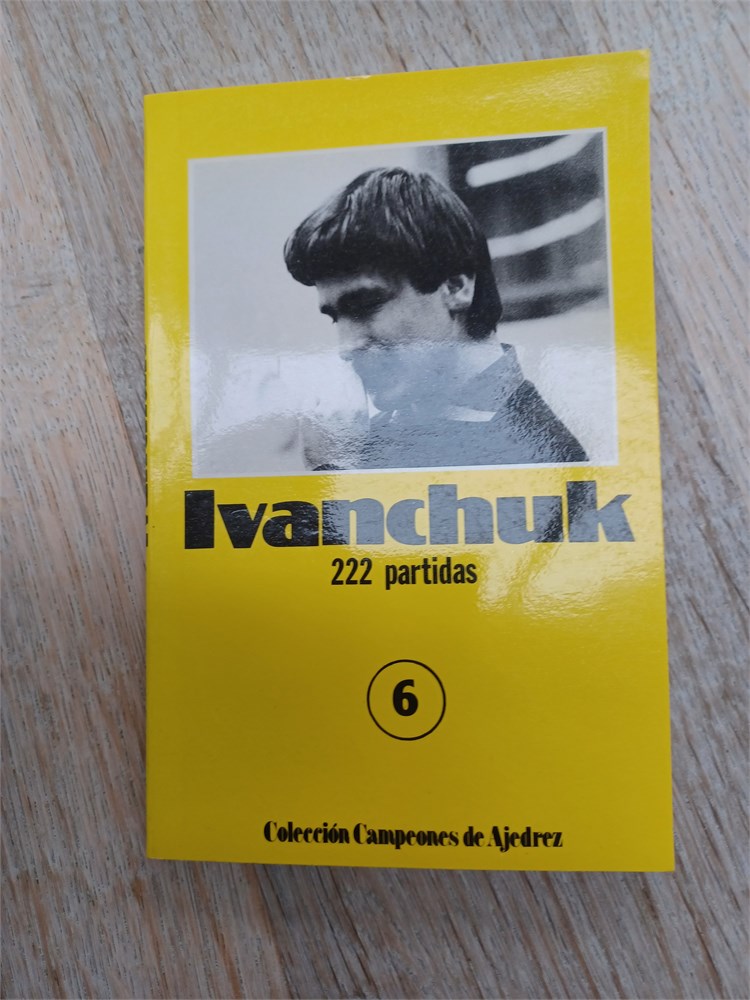 Ivanchuk
222 partidas
6
Colección Campeones de Ajedrez